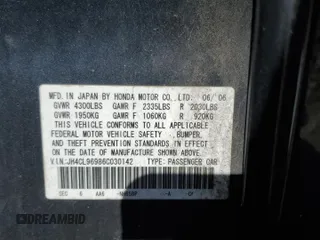 MFD. IN JAPAN BY HONDA MOTOR CO., LTD. 06/06
GVWR 4300LBS GAWR F 2335LBS R 2030LBS
GVWR 1950KG GAWR F 1060KG R 920KG
THIS VEHICLE CONFORMS TO ALL APPLICABLE
FEDERAL MOTOR VEHICLE SAFETY, BUMPER,
AND THEFT PREVENTION STANDARDS IN EFFECT ON
THE DATE OF MANUFACTURE SHOWN ABOVE.
V.I.N.: JH4CL96986C030142 TYPE: PASSENGER CAR
DREAMBID